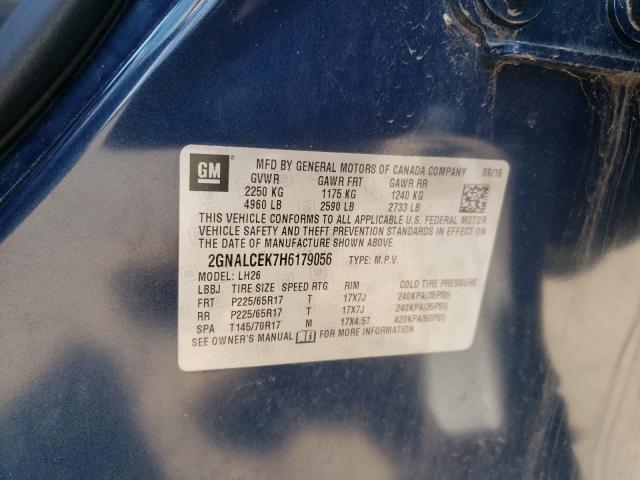 GM MFD BY GENERAL MOTORS OF CANADA COMPANY 09/16
GVWR GAWR FRT GAWR RR
2250 KG 1175 KG 1240 KG
4960 LB 2590 LB 2733 LB
THIS VEHICLE CONFORMS TO ALL APPLICABLE U.S. FEDERAL MOTOR
VEHICLE SAFETY AND THEFT PREVENTION STANDARDS IN EFFECT ON THE
DATE OF MANUFACTURE SHOWN ABOVE.
2GNALCEK7H6179056 TYPE: M.P.V.
MODEL: LH26
LBBJ TIRE SIZE SPEED RTG RIM COLD TIRE PRESSURE
FRT P225/65R17 T 17X7J 240KPA(35PSI)
RR P225/65R17 T 17X7J 240KPA(35PSI)
SPA T145/70R17 M 17X4.5T 420KPA(60PSI)
SEE OWNER'S MANUAL FOR MORE INFORMATION.